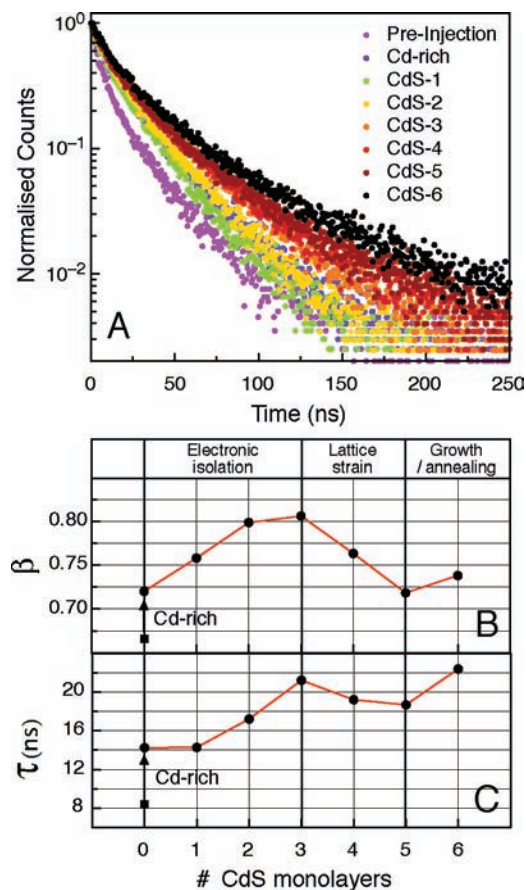 10⁰
10⁻¹
10⁻²
Normalised Counts
Pre-Injection
Cd-rich
CdS-1
CdS-2
CdS-3
CdS-4
CdS-5
CdS-6
A
0 50 100 150 200 250
Time (ns)
Electronic isolation
Lattice strain
Growth / annealing
0.80
0.75
0.70
β
Cd-rich
B
20
16
12
8
τ(ns)
Cd-rich
C
0 1 2 3 4 5 6
# CdS monolayers